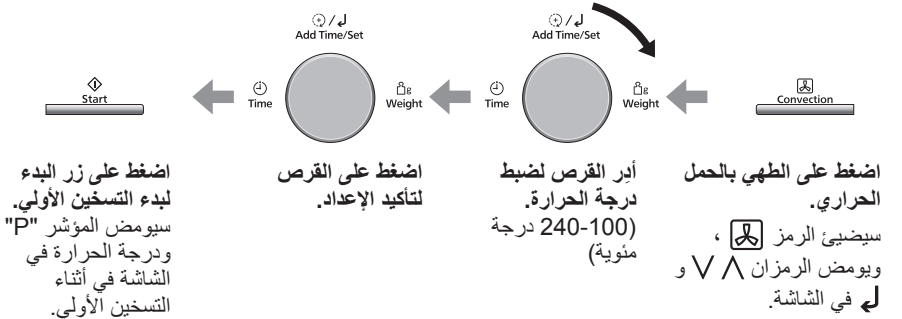 Convection
اضغط على الطهي بالحمل
الحراري.
سيضيئ الرمز ،
ويومض الرمزان و
في الشاشة.
Add Time/Set
Time
g
Weight
أدِر القرص لضبط
درجة الحرارة.
(240-100 درجة
مئوية)
Add Time/Set
Time
g
Weight
اضغط على القرص
لتأكيد الإعداد.
Start
اضغط على زر البدء
لبدء التسخين الأولي.
سيومض المؤشر "P"
ودرجة الحرارة في
الشاشة في أثناء
التسخين الأولي.